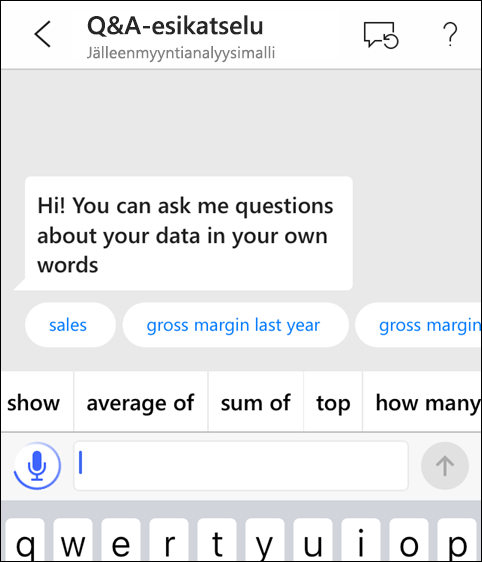 Q&A-esikatselu
Jälleenmyyntianalyysimalli
?
Hi! You can ask me questions
about your data in your own
words
sales gross margin last year gross margin
show average of sum of top how many
q w e r t y u i o p